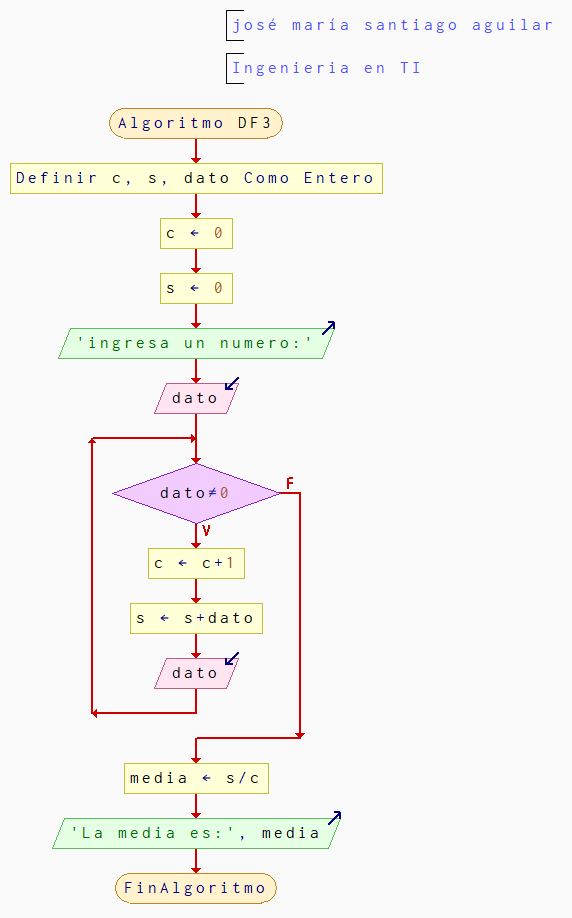 josé maría santiago aguilar
Ingenieria en TI
Algoritmo DF3
Definir c, s, dato Como Entero
c ← 0
s ← 0
'ingresa un numero:'
dato
dato≠0
F
V
c ← c+1
s ← s+dato
dato
media ← s/c
'La media es:', media
FinAlgoritmo